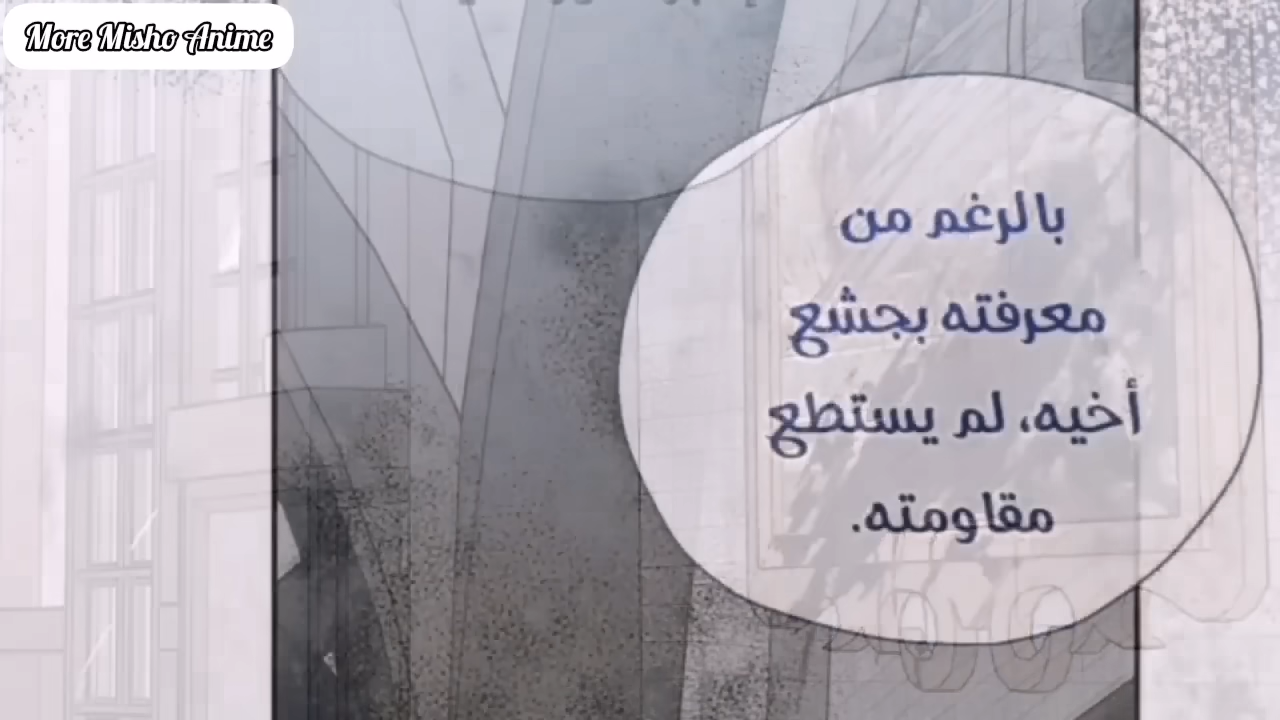 More Misho Anime
بالرغم من
معرفته بجشع
أخيه، لم يستطع
مقاومته.